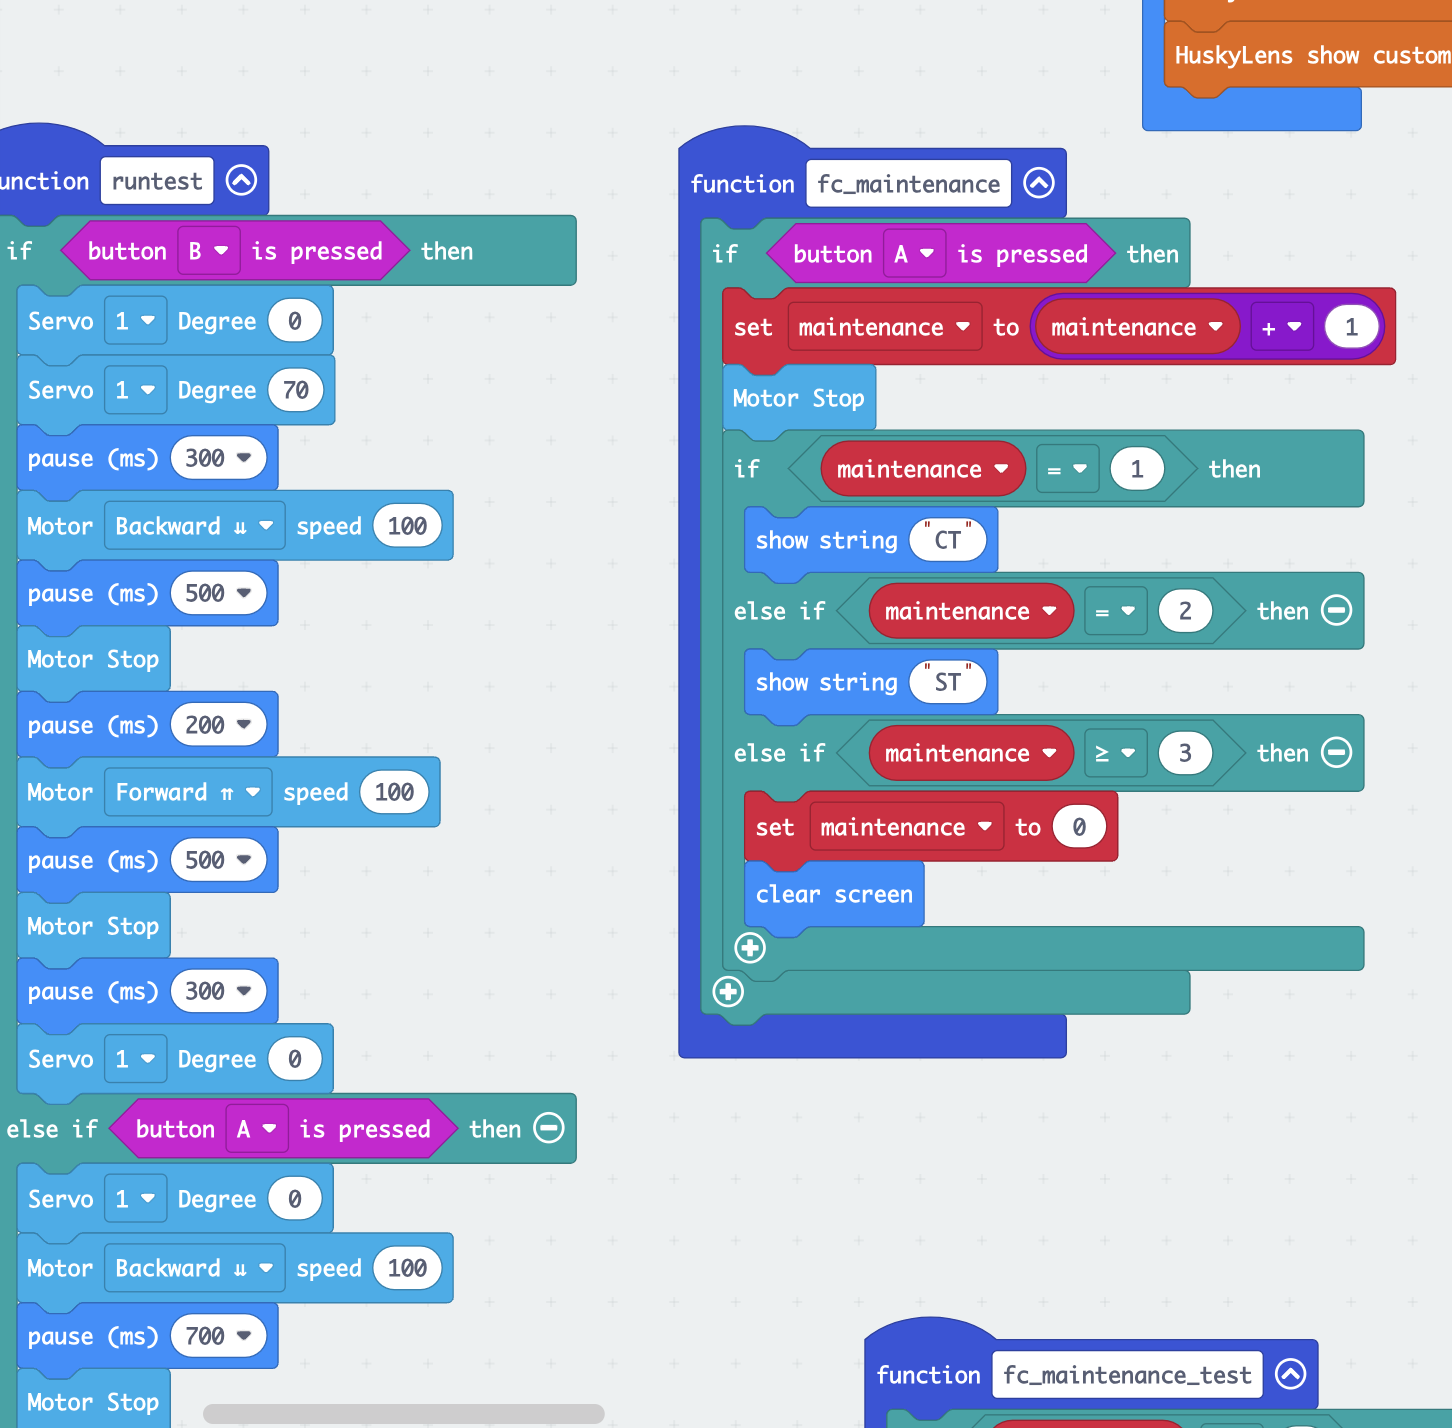 HuskyLens show custom
function runtest
if button B is pressed then
Servo 1 Degree 0
Servo 1 Degree 70
pause (ms) 300
Motor Backward ⇊ speed 100
pause (ms) 500
Motor Stop
pause (ms) 200
Motor Forward ⇈ speed 100
pause (ms) 500
Motor Stop
pause (ms) 300
Servo 1 Degree 0
else if button A is pressed then
Servo 1 Degree 0
Motor Backward ⇊ speed 100
pause (ms) 700
Motor Stop
function fc_maintenance
if button A is pressed then
set maintenance to maintenance + 1
Motor Stop
if maintenance = 1 then
show string "CT"
else if maintenance = 2 then
show string "ST"
else if maintenance ≥ 3 then
set maintenance to 0
clear screen
function fc_maintenance_test